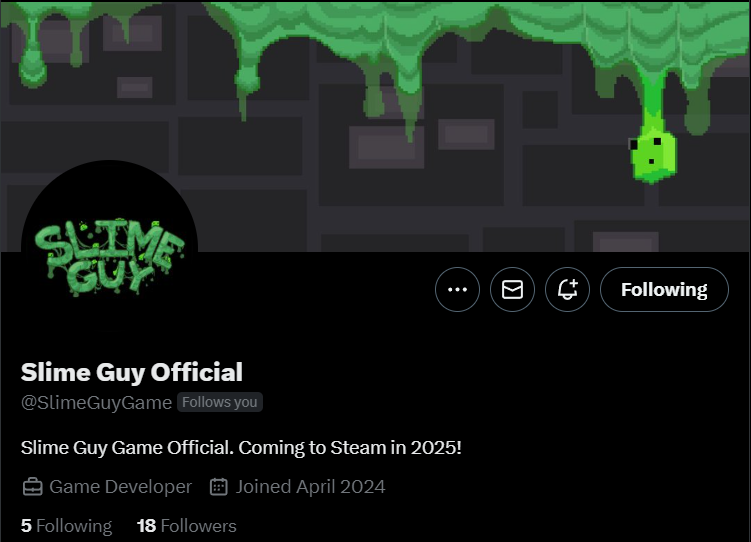 SLIME
GUY
Following
Slime Guy Official
@SlimeGuyGame Follows you
Slime Guy Game Official. Coming to Steam in 2025!
Game Developer Joined April 2024
5 Following 18 Followers